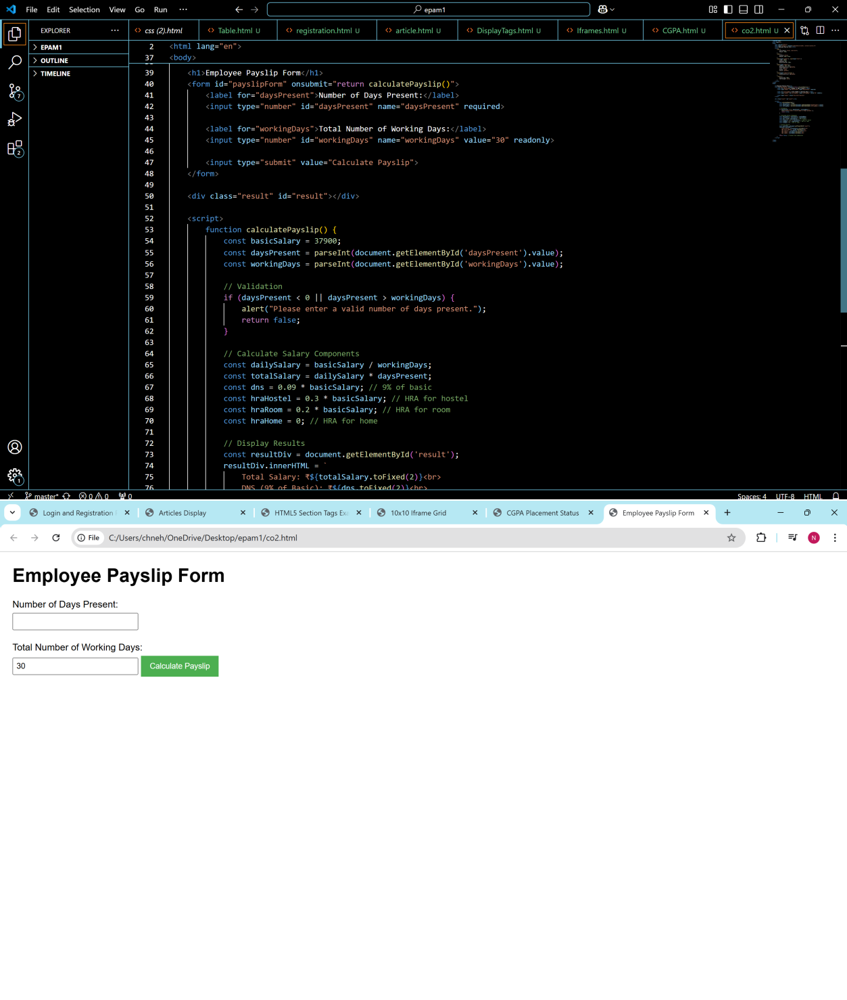 File Edit Selection View Go Run ··· epam1
EXPLORER ··· css (2).html Table.html U registration.html U article.html U DisplayTags.html U Iframes.html U CGPA.html U co2.html U
EPAM1
OUTLINE
TIMELINE
7
2
1
2 <html lang="en">
37 <body>
39 <h1>Employee Payslip Form</h1>
40 <form id="payslipForm" onsubmit="return calculatePayslip()">
41 <label for="daysPresent">Number of Days Present:</label>
42 <input type="number" id="daysPresent" name="daysPresent" required>
43
44 <label for="workingDays">Total Number of Working Days:</label>
45 <input type="number" id="workingDays" name="workingDays" value="30" readonly>
46
47 <input type="submit" value="Calculate Payslip">
48 </form>
49
50 <div class="result" id="result"></div>
51
52 <script>
53 function calculatePayslip() {
54 const basicSalary = 37900;
55 const daysPresent = parseInt(document.getElementById('daysPresent').value);
56 const workingDays = parseInt(document.getElementById('workingDays').value);
57
58 // Validation
59 if (daysPresent < 0 || daysPresent > workingDays) {
60 alert("Please enter a valid number of days present.");
61 return false;
62 }
63
64 // Calculate Salary Components
65 const dailySalary = basicSalary / workingDays;
66 const totalSalary = dailySalary * daysPresent;
67 const dns = 0.09 * basicSalary; // 9% of basic
68 const hraHostel = 0.3 * basicSalary; // HRA for hostel
69 const hraRoom = 0.2 * basicSalary; // HRA for room
70 const hraHome = 0; // HRA for home
71
72 // Display Results
73 const resultDiv = document.getElementById('result');
74 resultDiv.innerHTML = `
75 Total Salary: ₹${totalSalary.toFixed(2)}<br>
76 DNS (9% of Basic): ₹${dns.toFixed(2)}<br>
master* 0 0 0 Spaces: 4 UTF-8 HTML
Login and Registration Articles Display HTML5 Section Tags Ex 10x10 Iframe Grid CGPA Placement Status Employee Payslip Form
File C:/Users/chneh/OneDrive/Desktop/epam1/co2.html N
Employee Payslip Form
Number of Days Present:
Total Number of Working Days:
30 Calculate Payslip